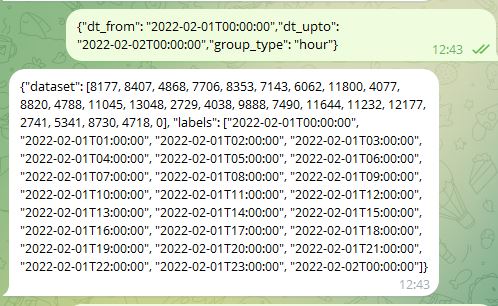 {"dt_from": "2022-02-01T00:00:00","dt_upto":
"2022-02-02T00:00:00","group_type": "hour"}
12:43
{"dataset": [8177, 8407, 4868, 7706, 8353, 7143, 6062, 11800, 4077,
8820, 4788, 11045, 13048, 2729, 4038, 9888, 7490, 11644, 11232, 12177,
2741, 5341, 8730, 4718, 0], "labels": ["2022-02-01T00:00:00",
"2022-02-01T01:00:00", "2022-02-01T02:00:00", "2022-02-01T03:00:00",
"2022-02-01T04:00:00", "2022-02-01T05:00:00", "2022-02-01T06:00:00",
"2022-02-01T07:00:00", "2022-02-01T08:00:00", "2022-02-01T09:00:00",
"2022-02-01T10:00:00", "2022-02-01T11:00:00", "2022-02-01T12:00:00",
"2022-02-01T13:00:00", "2022-02-01T14:00:00", "2022-02-01T15:00:00",
"2022-02-01T16:00:00", "2022-02-01T17:00:00", "2022-02-01T18:00:00",
"2022-02-01T19:00:00", "2022-02-01T20:00:00", "2022-02-01T21:00:00",
"2022-02-01T22:00:00", "2022-02-01T23:00:00", "2022-02-02T00:00:00"]}
12:43